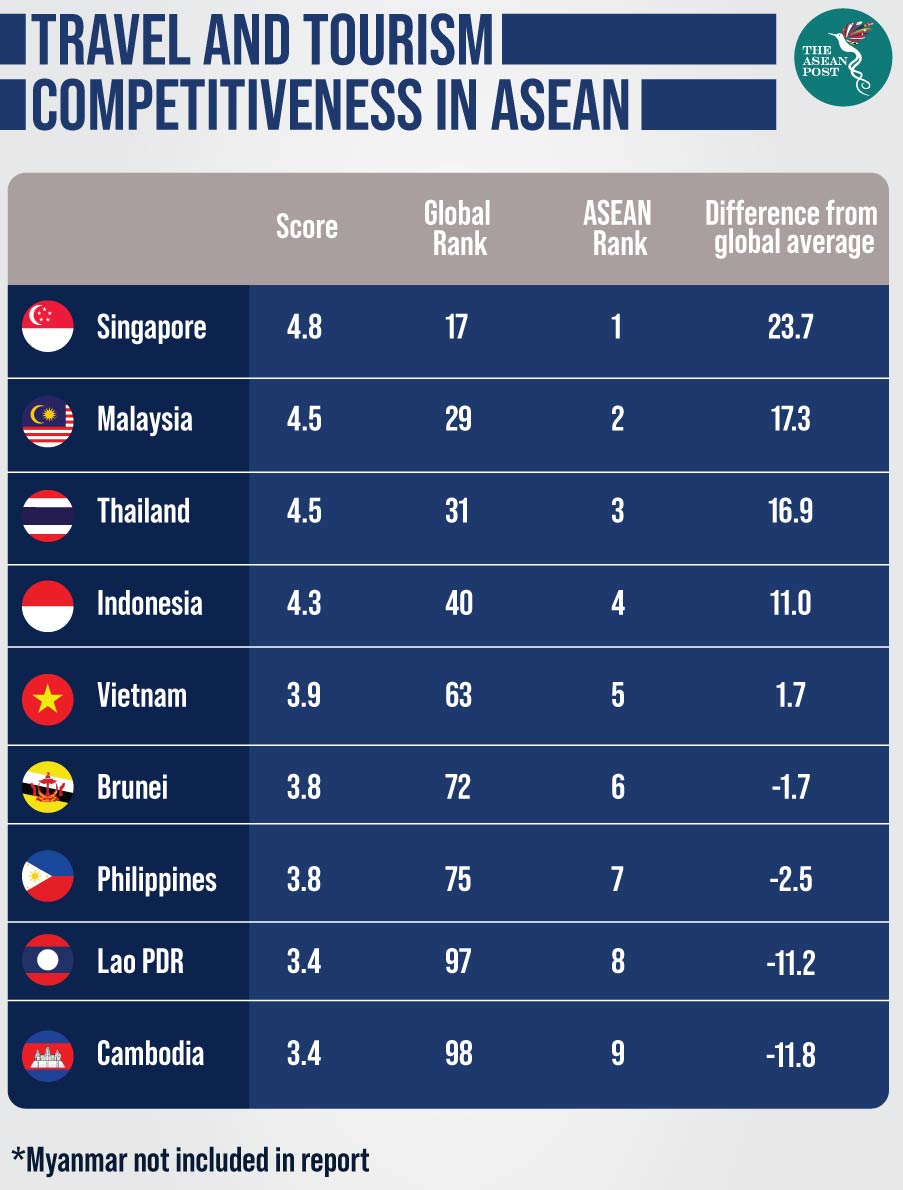 TRAVEL AND TOURISM
COMPETITIVENESS IN ASEAN
THE
ASEAN
POST
Score
Global
Rank
ASEAN
Rank
Difference from
global average
Singapore 4.8 17 1 23.7
Malaysia 4.5 29 2 17.3
Thailand 4.5 31 3 16.9
Indonesia 4.3 40 4 11.0
Vietnam 3.9 63 5 1.7
Brunei 3.8 72 6 -1.7
Philippines 3.8 75 7 -2.5
Lao PDR 3.4 97 8 -11.2
Cambodia 3.4 98 9 -11.8
*Myanmar not included in report